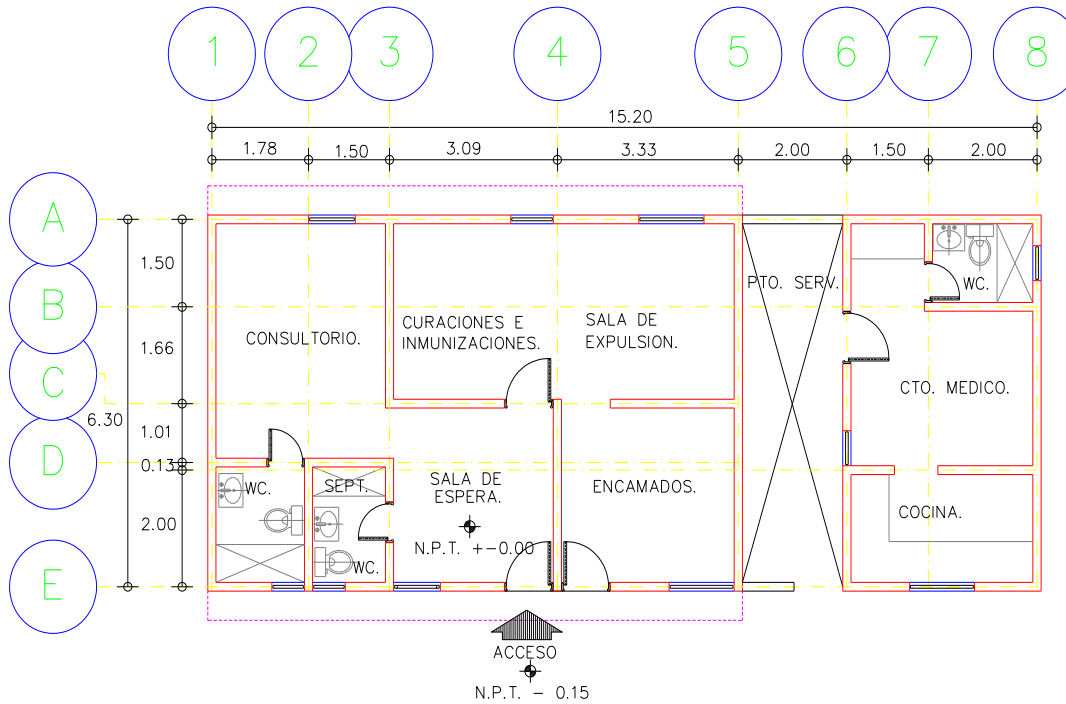 1 2 3 4 5 6 7 8
15.20
1.78 1.50 3.09 3.33 2.00 1.50 2.00
A
B
C
D
E
1.50
1.66
1.01
0.13
2.00
6.30
PTO. SERV.
WC.
CONSULTORIO.
CURACIONES E
INMUNIZACIONES.
SALA DE
EXPULSION.
CTO. MEDICO.
WC.
SEPT.
SALA DE
ESPERA.
ENCAMADOS.
COCINA.
N.P.T. +-0.00
WC.
ACCESO
N.P.T. - 0.15